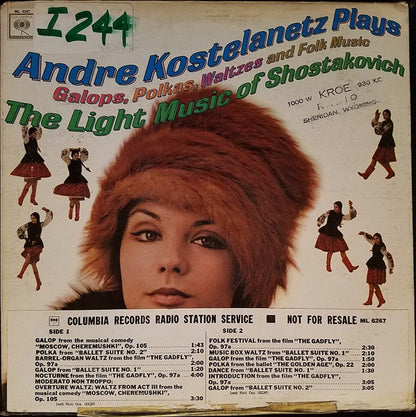 ML 6267
I 244
Andre Kostelanetz Plays
Galops, Polkas, Waltzes and Folk Music
The Light Music of Shostakovich
1000 W KROE 930 KC
SHERIDAN, WYOMING
COLUMBIA RECORDS RADIO STATION SERVICE NOT FOR RESALE ML 6267
SIDE 1
GALOP from the musical comedy
"MOSCOW, CHEREMUSHKI", Op. 105 1:43
POLKA from "BALLET SUITE NO. 2" 2:10
BARREL-ORGAN WALTZ from "THE GADFLY",
Op. 97a 2:00
GALOP from "BALLET SUITE NO. 1" 1:20
NOCTURNE from the film "THE GADFLY", Op. 97a 4:00
MODERATO NON TROPPO
OVERTURE WALTZ; WALTZ FROM ACT III from the
musical comedy "MOSCOW, CHEREMUSHKI",
Op. 105 3:30
SIDE 2
FOLK FESTIVAL from the film "THE GADFLY",
Op. 97a 2:30
MUSIC BOX WALTZ from "BALLET SUITE NO. 1" 2:10
GALOP from the film "THE GADFLY", Op. 97a 1:50
POLKA from the ballet "THE GOLDEN AGE", Op. 22 2:00
DANCE from "BALLET SUITE NO. 1"
INTRODUCTION from the film "THE GADFLY",
Op. 97a 3:05
GALOP from "BALLET SUITE NO. 2"